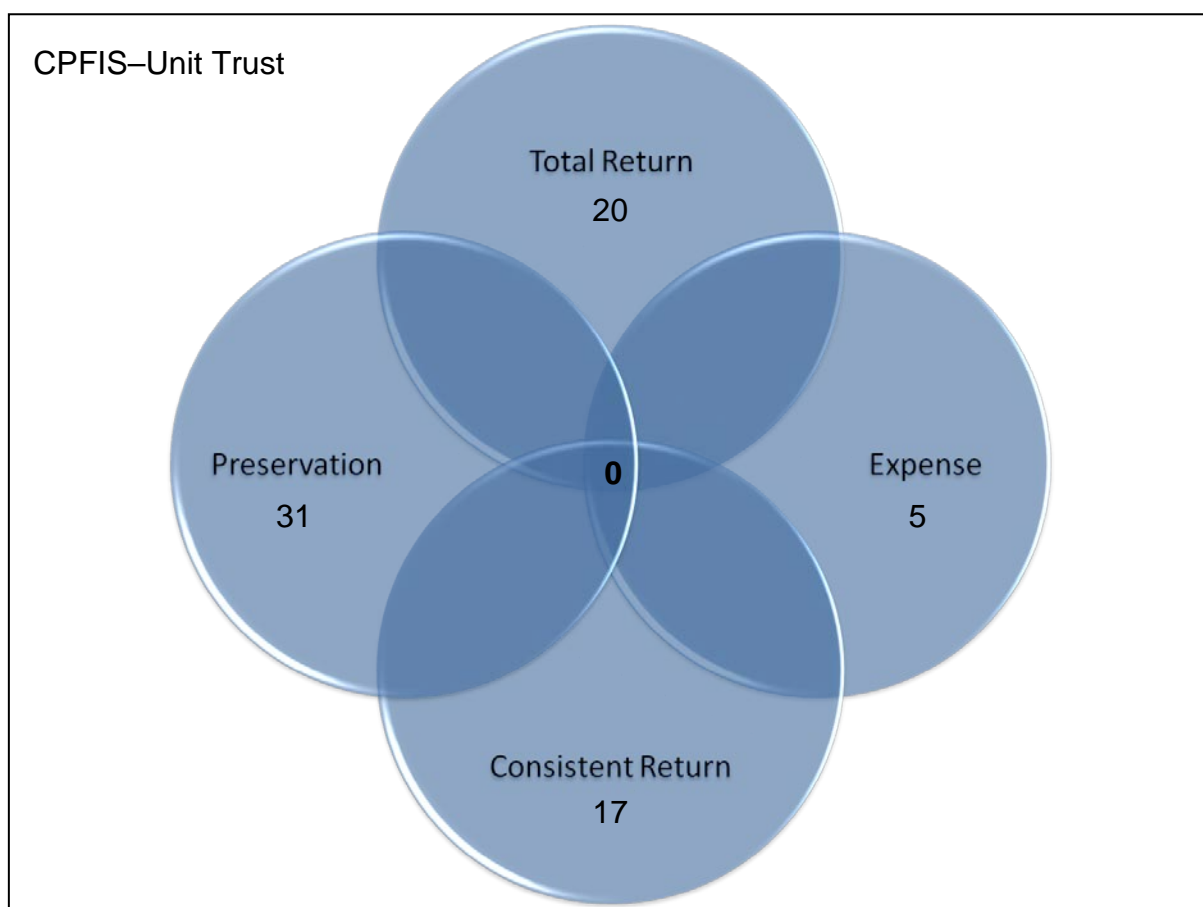 CPFIS–Unit Trust
Total Return
20
Preservation
31
0
Expense
5
Consistent Return
17